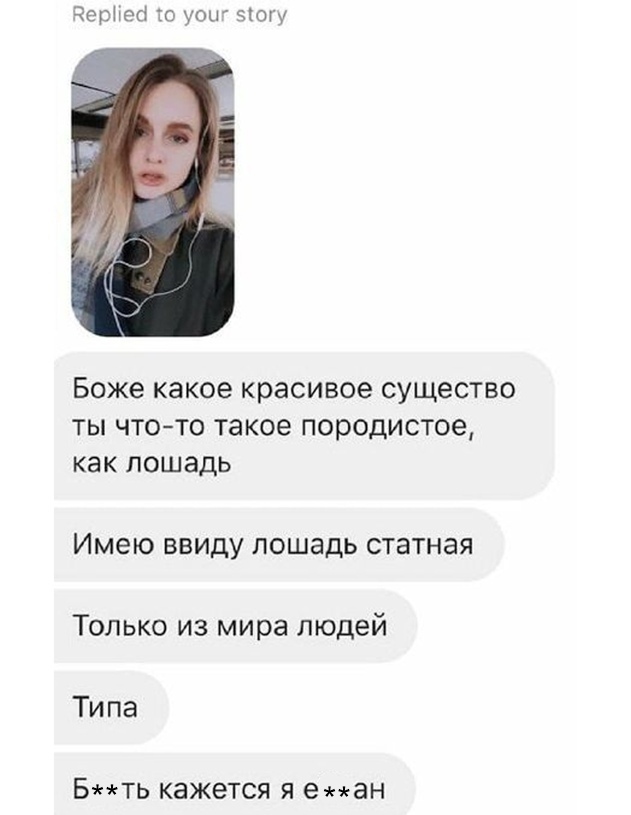 Replied to your story
Боже какое красивое существо
ты что-то такое породистое,
как лошадь
Имею ввиду лошадь статная
Только из мира людей
Типа
Б**ть кажется я е**ан